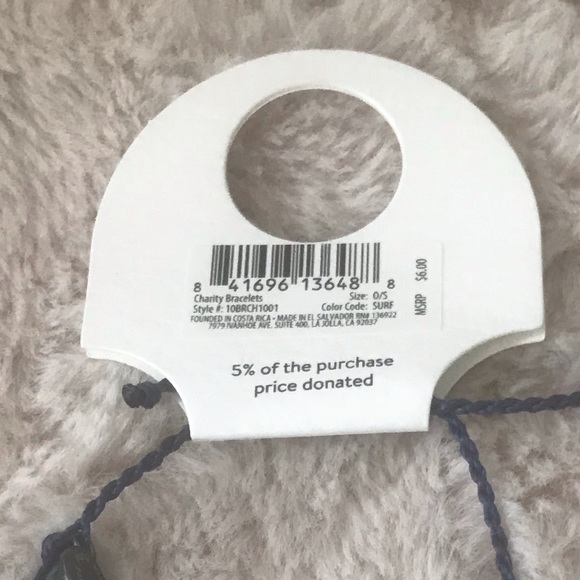 8 41696 13648 8
Charity Bracelets Size: O/S
Style #: 10BRCH1001 Color Code: SURF
FOUNDED IN COSTA RICA • MADE IN EL SALVADOR RN# 136922
7979 IVANHOE AVE. SUITE 400, LA JOLLA, CA 92037
MSRP $6.00
5% of the purchase
price donated